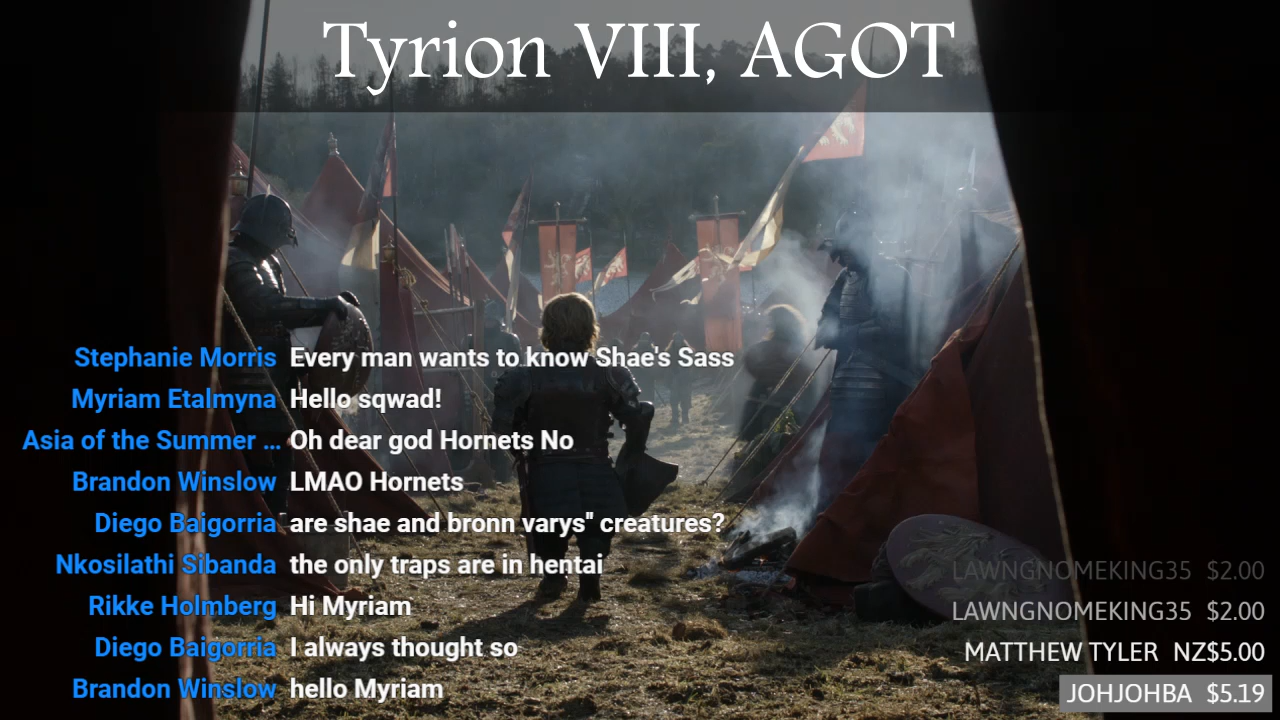 Tyrion VIII, AGOT
Stephanie Morris Every man wants to know Shae's Sass
Myriam Etalmyna Hello sqwad!
Asia of the Summer ... Oh dear god Hornets No
Brandon Winslow LMAO Hornets
Diego Baigorria are shae and bronn varys" creatures?
Nkosilathi Sibanda the only traps are in hentai
Rikke Holmberg Hi Myriam
Diego Baigorria I always thought so
Brandon Winslow hello Myriam
LAWNGNOMEKING35 $2.00
LAWNGNOMEKING35 $2.00
MATTHEW TYLER NZ$5.00
JOHJOHBA $5.19